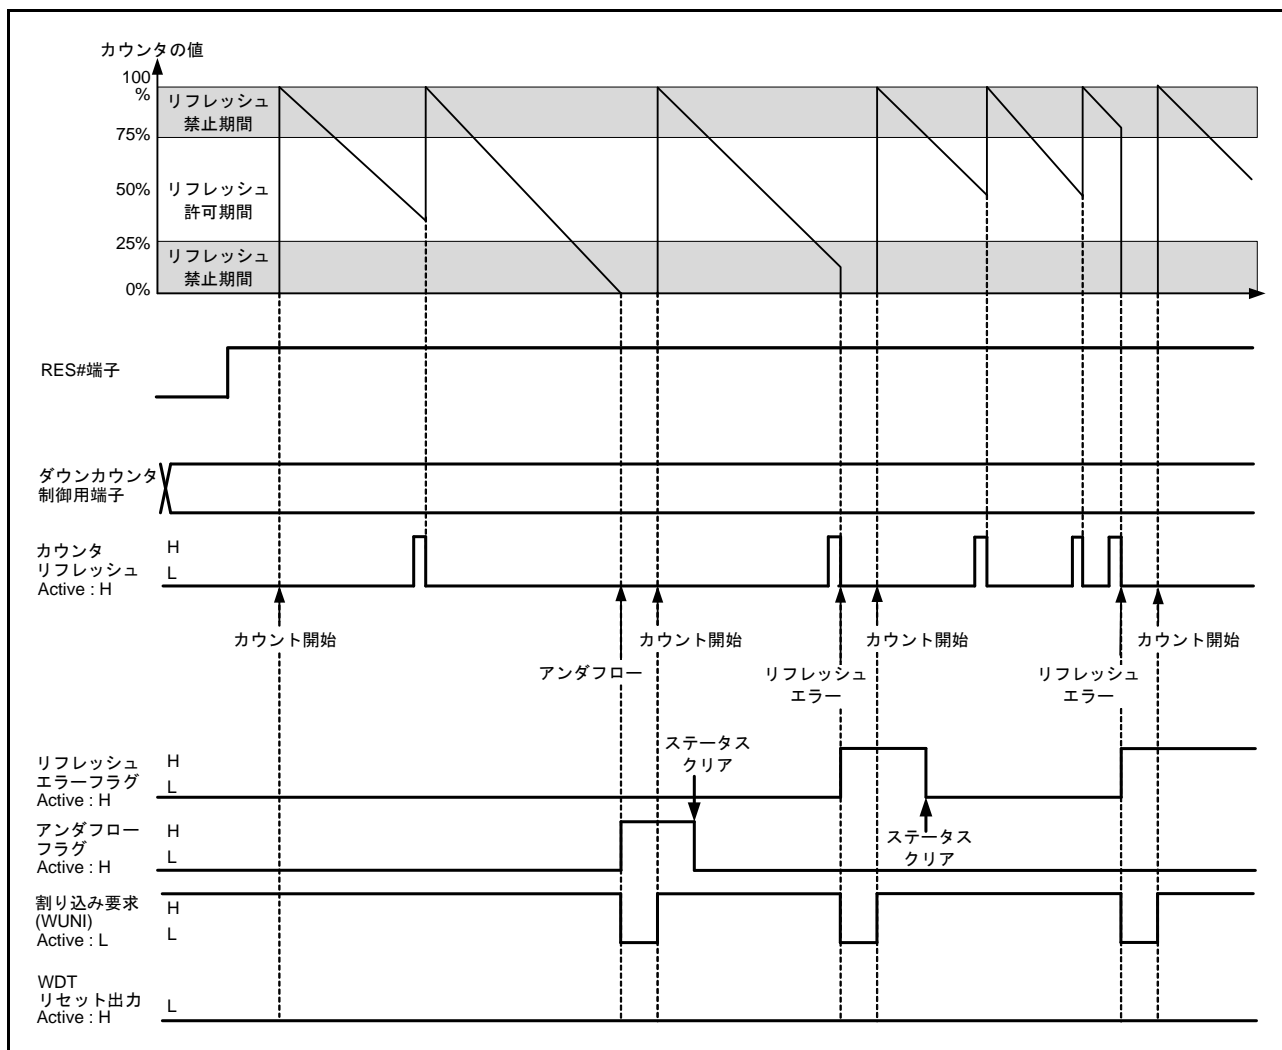 カウンタの値
100
%
リフレッシュ
禁止期間
75%
50%
リフレッシュ
許可期間
25%
リフレッシュ
禁止期間
0%
RES#端子
ダウンカウンタ
制御用端子
カウンタ
リフレッシュ
Active : H
H
L
カウント開始
アンダフロー
カウント開始
リフレッシュ
エラー
カウント開始
リフレッシュ
エラー
カウント開始
リフレッシュ
エラーフラグ
Active : H
H
L
ステータス
クリア
アンダフロー
フラグ
Active : H
H
L
ステータス
クリア
割り込み要求
(WUNI)
Active : L
H
L
WDT
リセット出力
Active : H
L